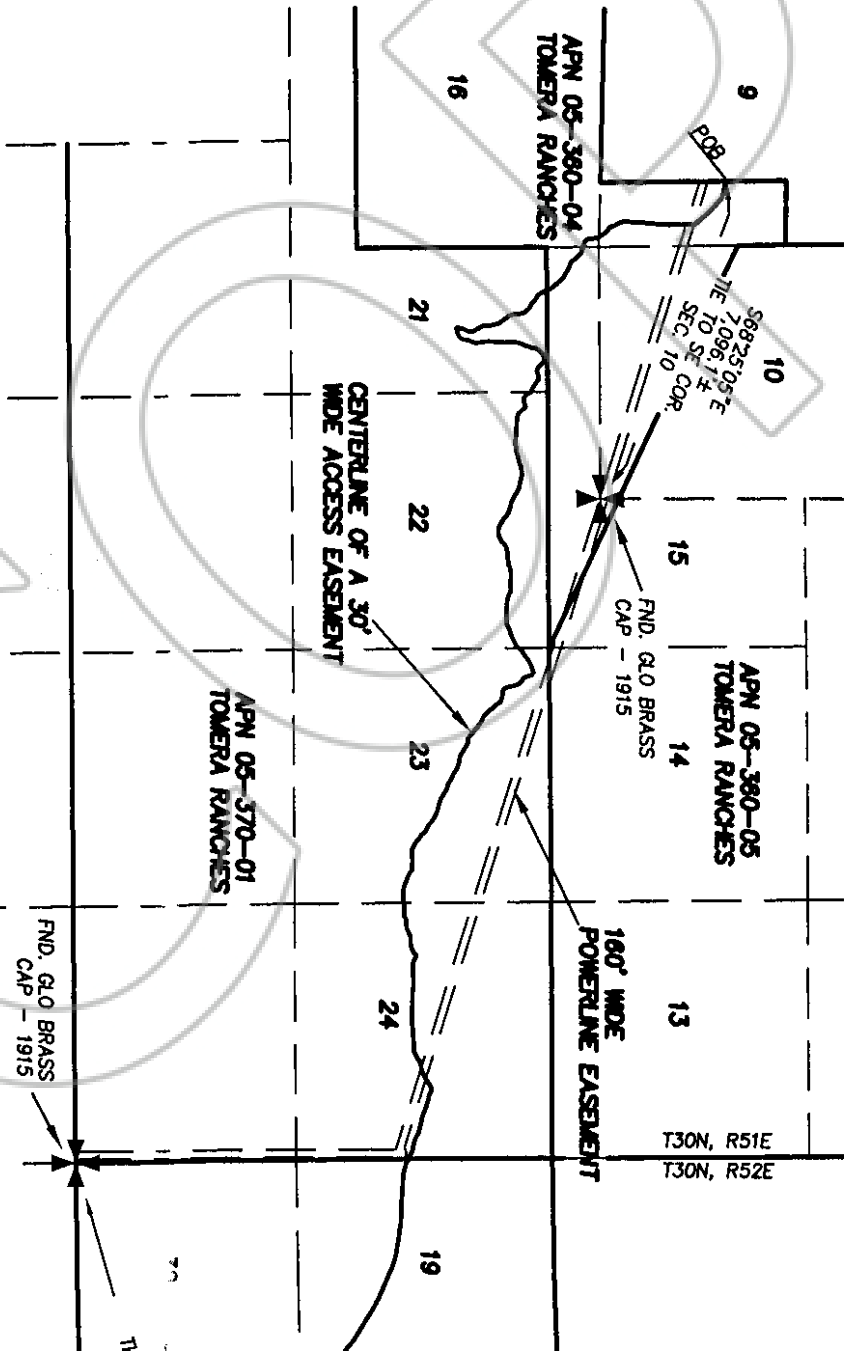 9
16
APN 05-380-04
TOMERA RANCHES
POB
10
S68°25'05"E
7,096.1'±
TIE TO SE COR.
SEC. 10
21
22
15
CENTERLINE OF A 30'
WIDE ACCESS EASEMENT
FND. GLO BRASS
CAP - 1915
APN 05-380-05
TOMERA RANCHES
14
23
APN 05-370-01
TOMERA RANCHES
160' WIDE
POWERLINE EASEMENT
13
24
FND. GLO BRASS
CAP - 1915
T30N, R51E
T30N, R52E
19